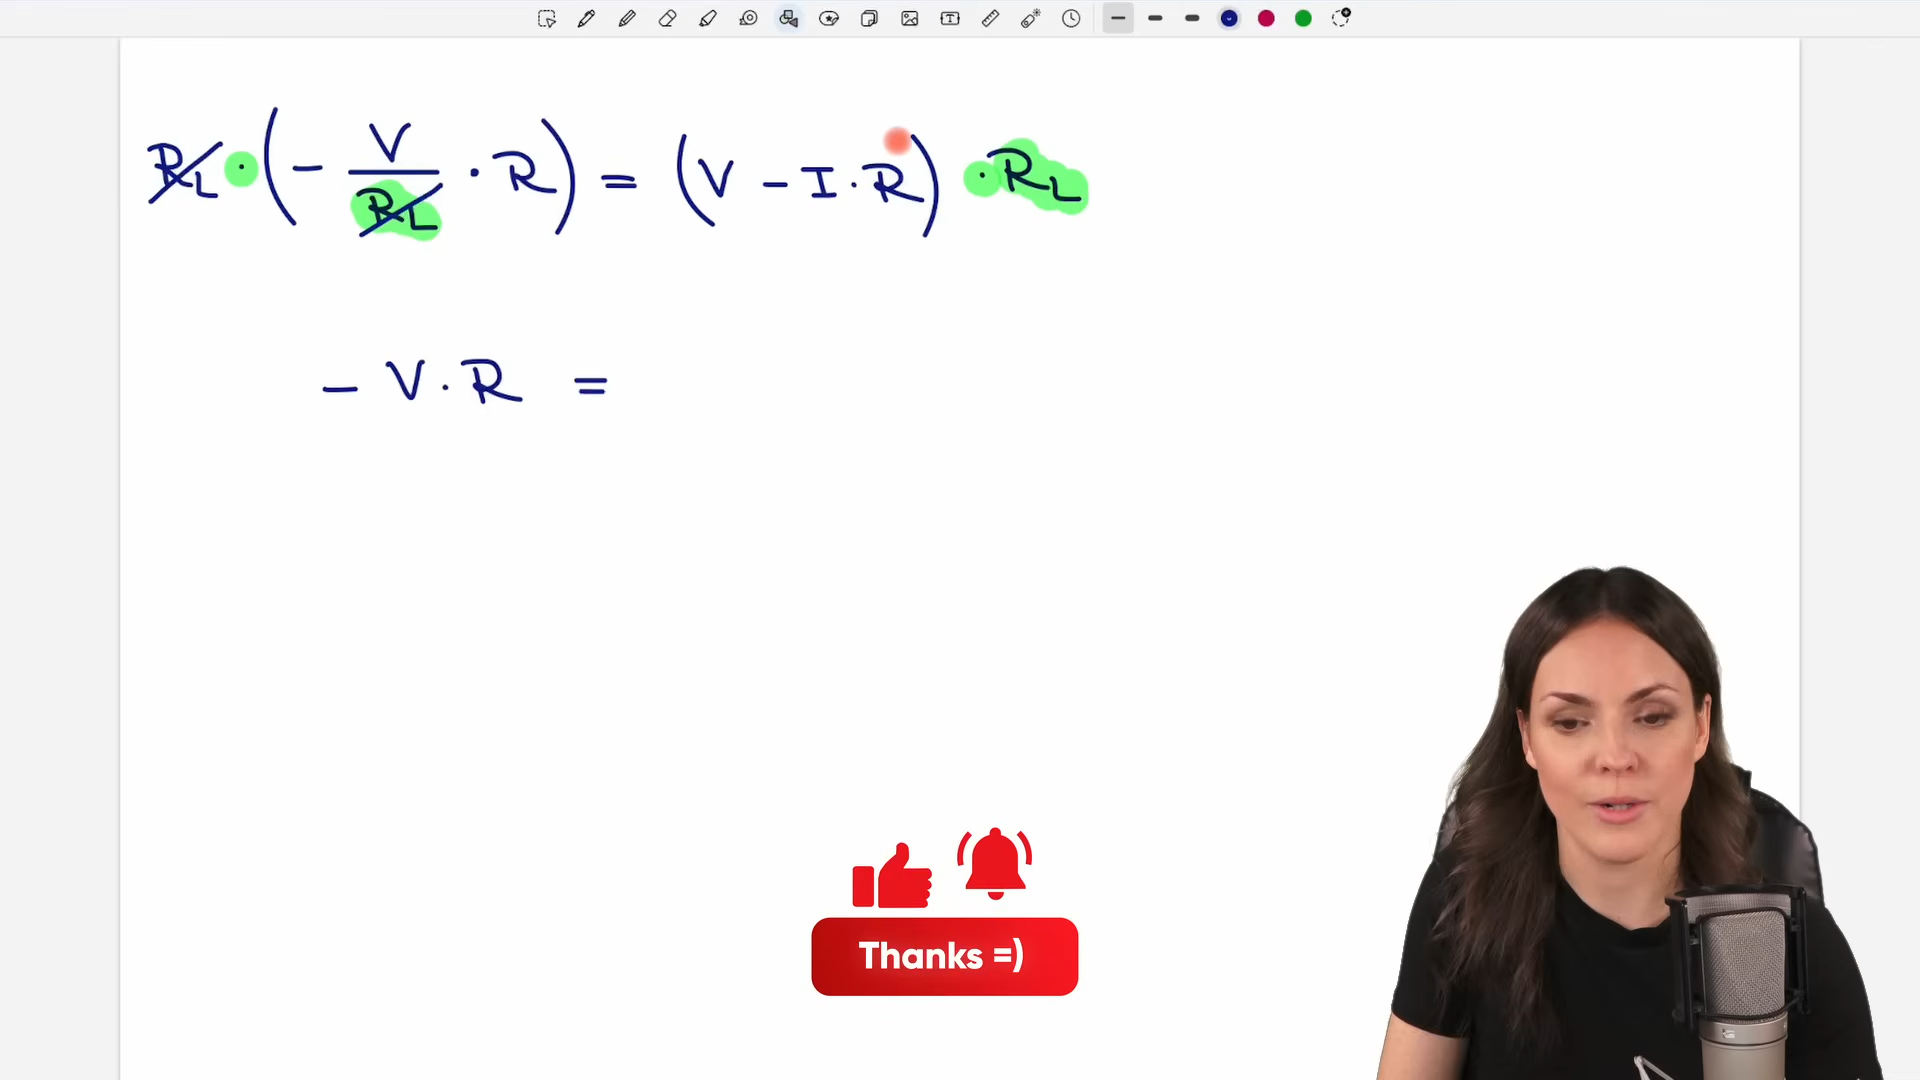 R_L · (− V/R_L · R) = (V − I · R) · R_L
− V · R =
Thanks =)